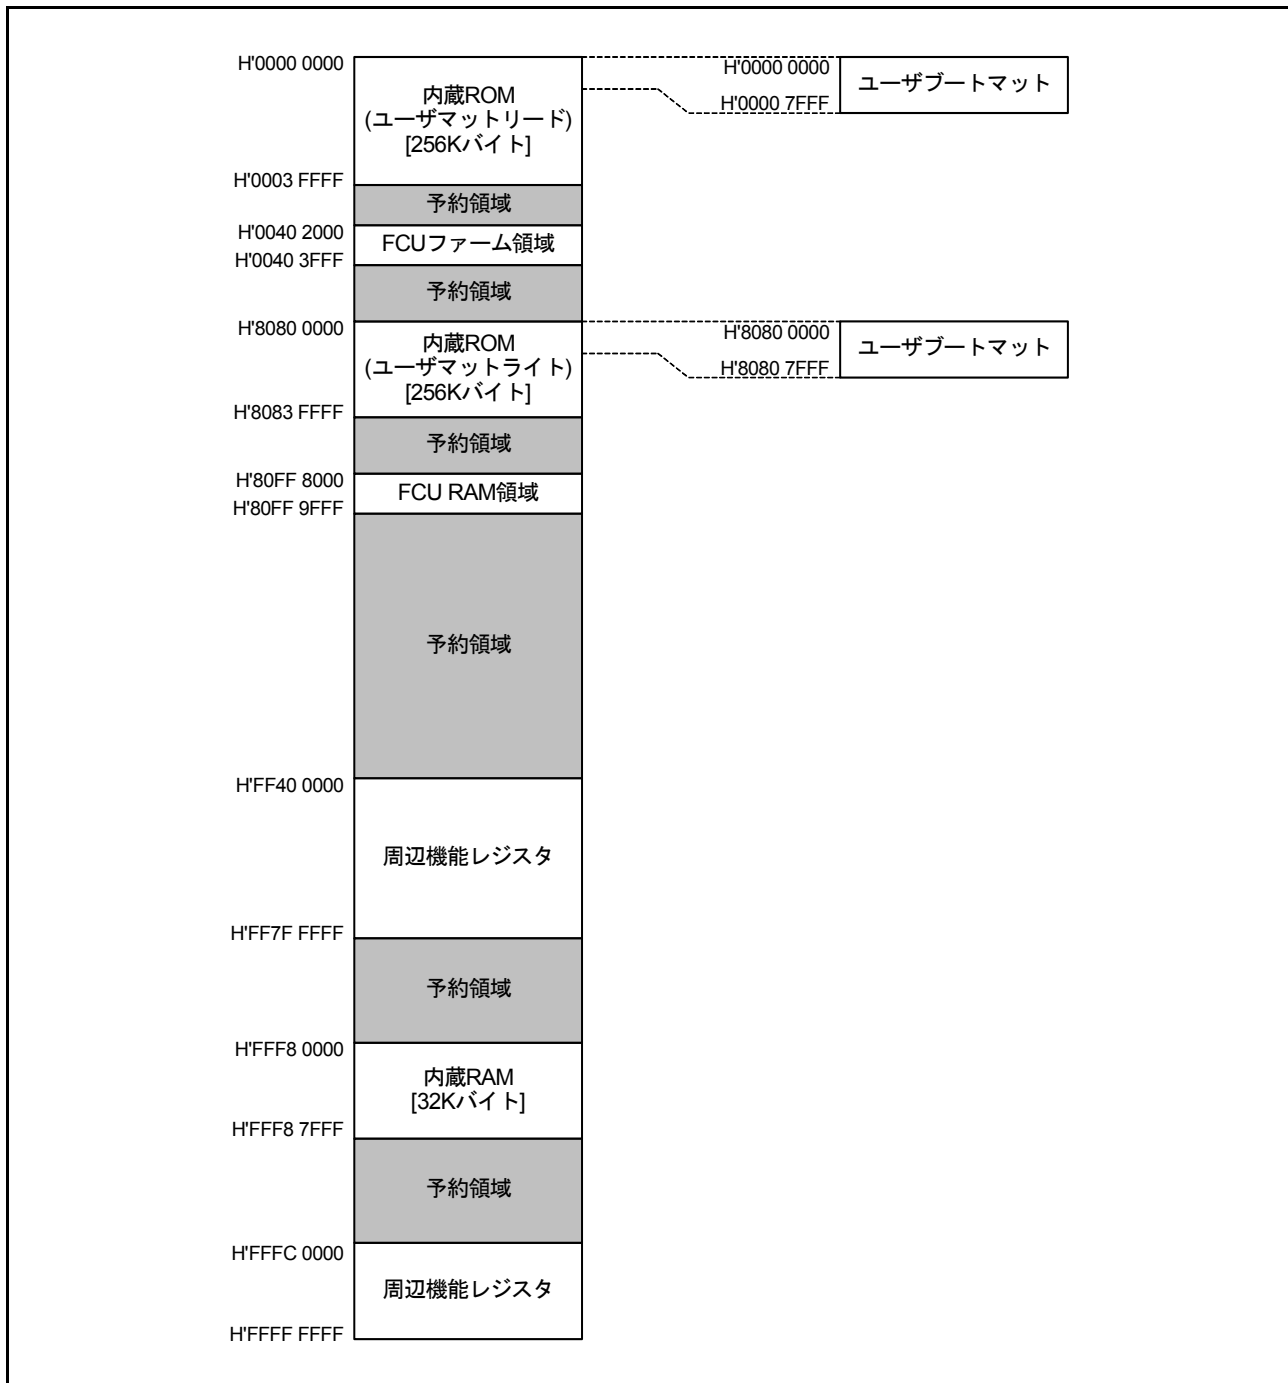 H'0000 0000
内蔵ROM
(ユーザマットリード)
[256Kバイト]
H'0000 0000
ユーザブートマット
H'0000 7FFF
H'0003 FFFF
予約領域
H'0040 2000
FCUファーム領域
H'0040 3FFF
予約領域
H'8080 0000
内蔵ROM
(ユーザマットライト)
[256Kバイト]
H'8080 0000
ユーザブートマット
H'8080 7FFF
H'8083 FFFF
予約領域
H'80FF 8000
FCU RAM領域
H'80FF 9FFF
予約領域
H'FF40 0000
周辺機能レジスタ
H'FF7F FFFF
予約領域
H'FFF8 0000
内蔵RAM
[32Kバイト]
H'FFF8 7FFF
予約領域
H'FFFC 0000
周辺機能レジスタ
H'FFFF FFFF